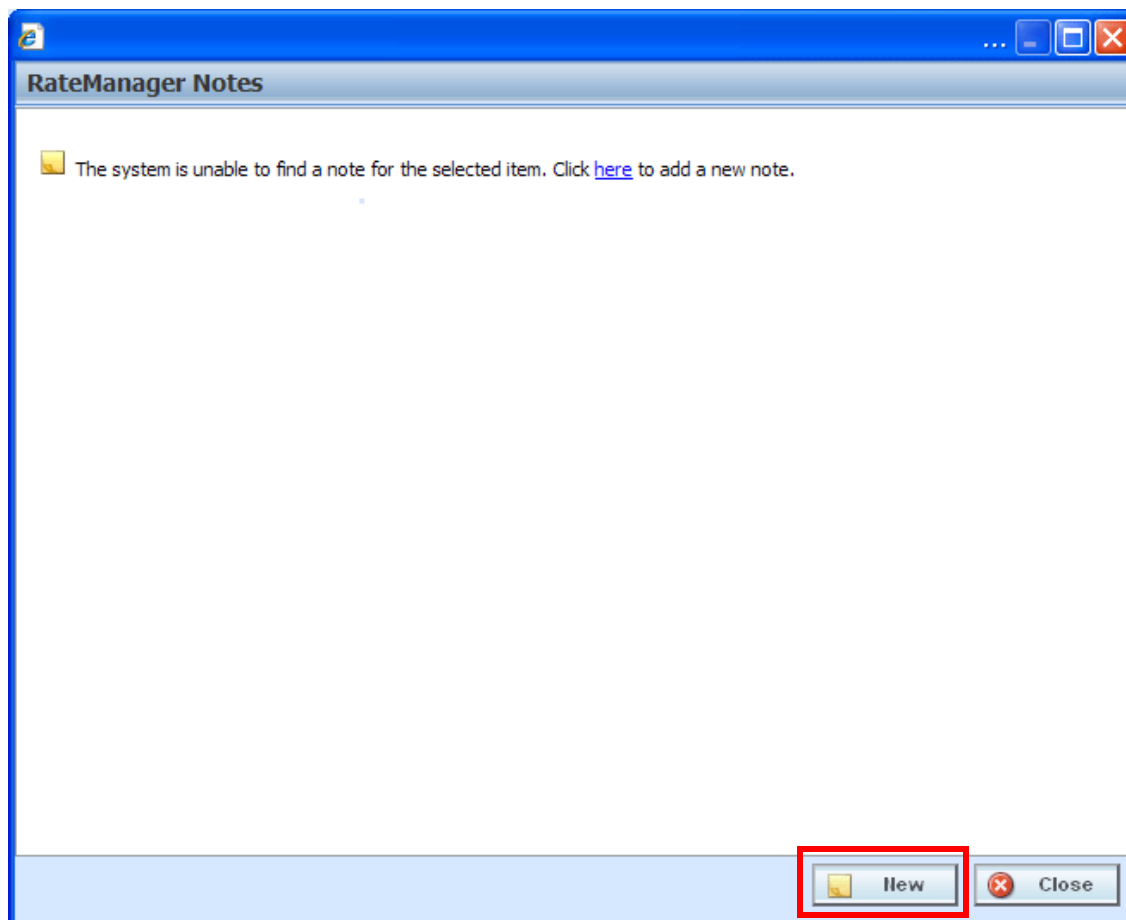 ...
RateManager Notes
The system is unable to find a note for the selected item. Click here to add a new note.
New
Close